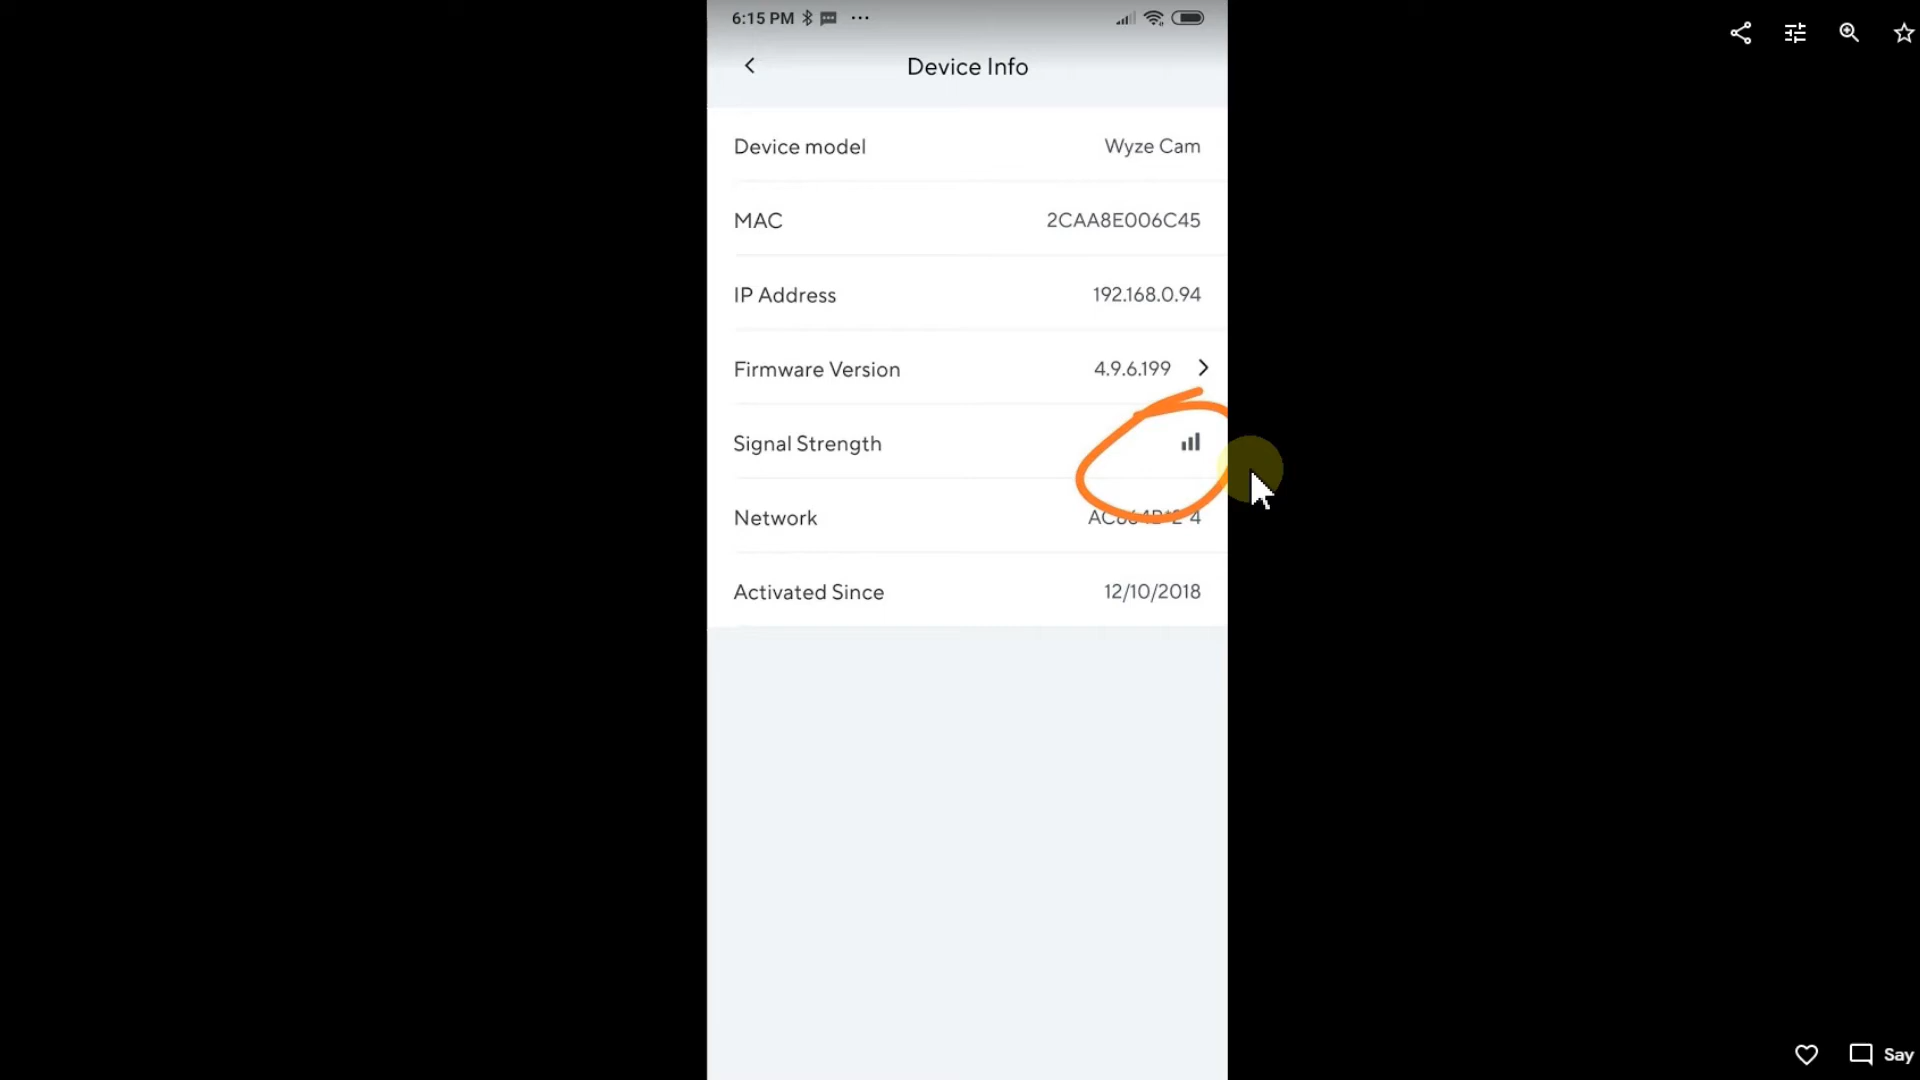 6:15 PM
Device Info
Device model Wyze Cam
MAC 2CAA8E006C45
IP Address 192.168.0.94
Firmware Version 4.9.6.199
Signal Strength
Network
Activated Since 12/10/2018
Say